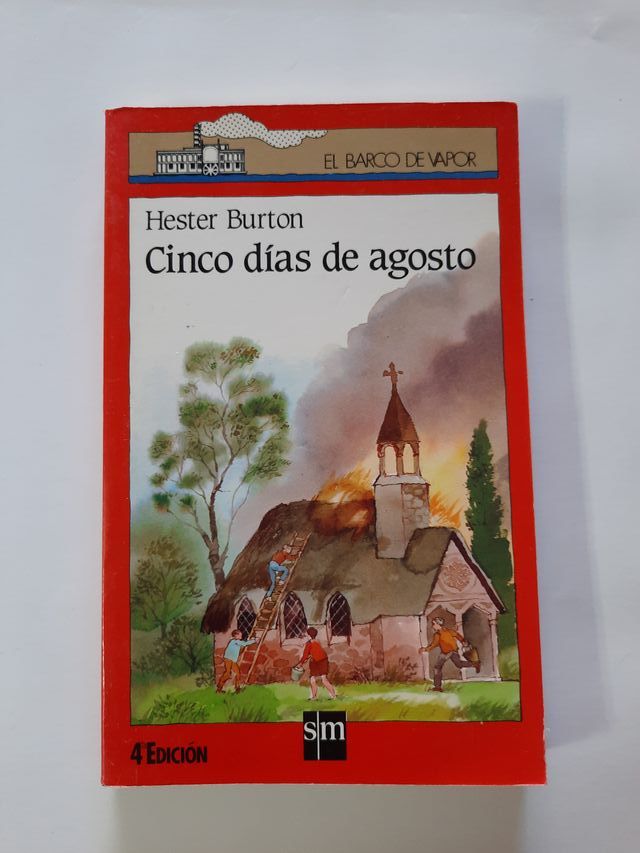 EL BARCO DE VAPOR
Hester Burton
Cinco días de agosto
sm
4ª EDICIÓN